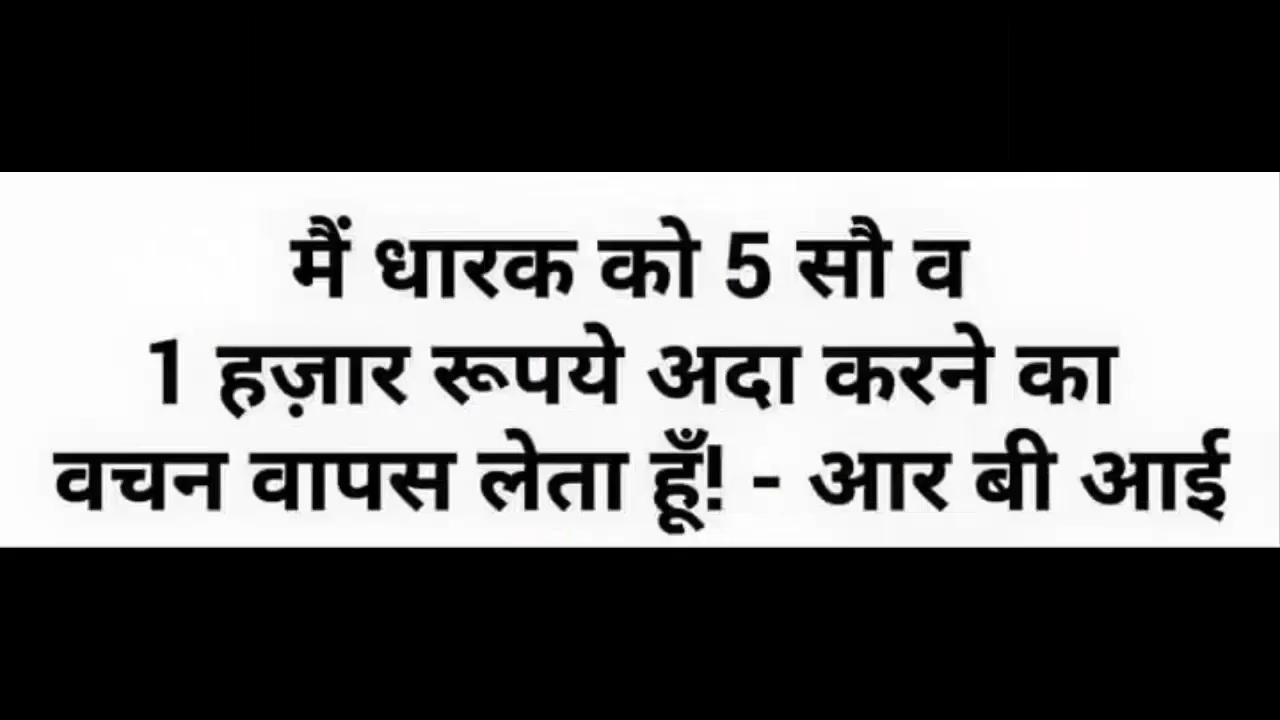 मैं धारक को 5 सौ व
1 हज़ार रूपये अदा करने का
वचन वापस लेता हूँ! - आर बी आई